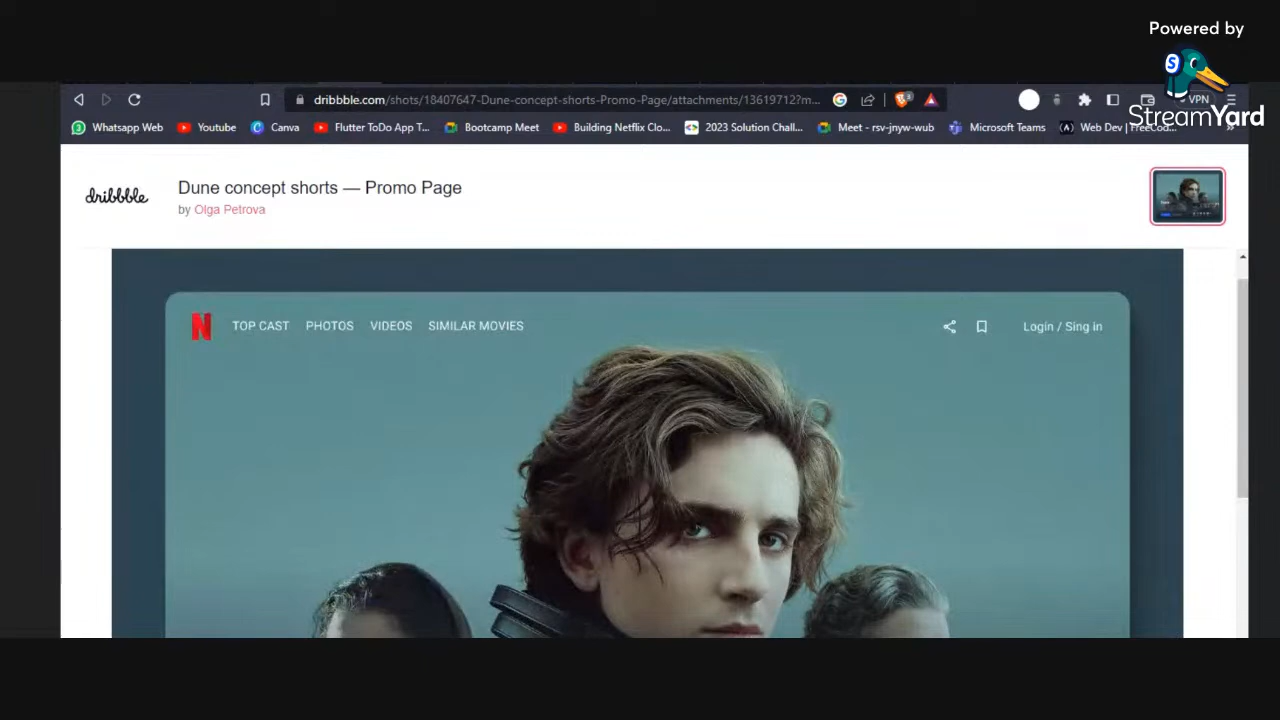 Powered by
StreamYard
dribbble.com/shots/18407647-Dune-concept-shorts-Promo-Page/attachments/13619712?m...
VPN
Whatsapp Web
Youtube
Canva
Flutter ToDo App T...
Bootcamp Meet
Building Netflix Clo...
2023 Solution Chall...
Meet - rsv-jnyw-wub
Microsoft Teams
Web Dev | FreeCod...
dribbble
Dune concept shorts — Promo Page
by Olga Petrova
N
TOP CAST
PHOTOS
VIDEOS
SIMILAR MOVIES
Login / Sing in